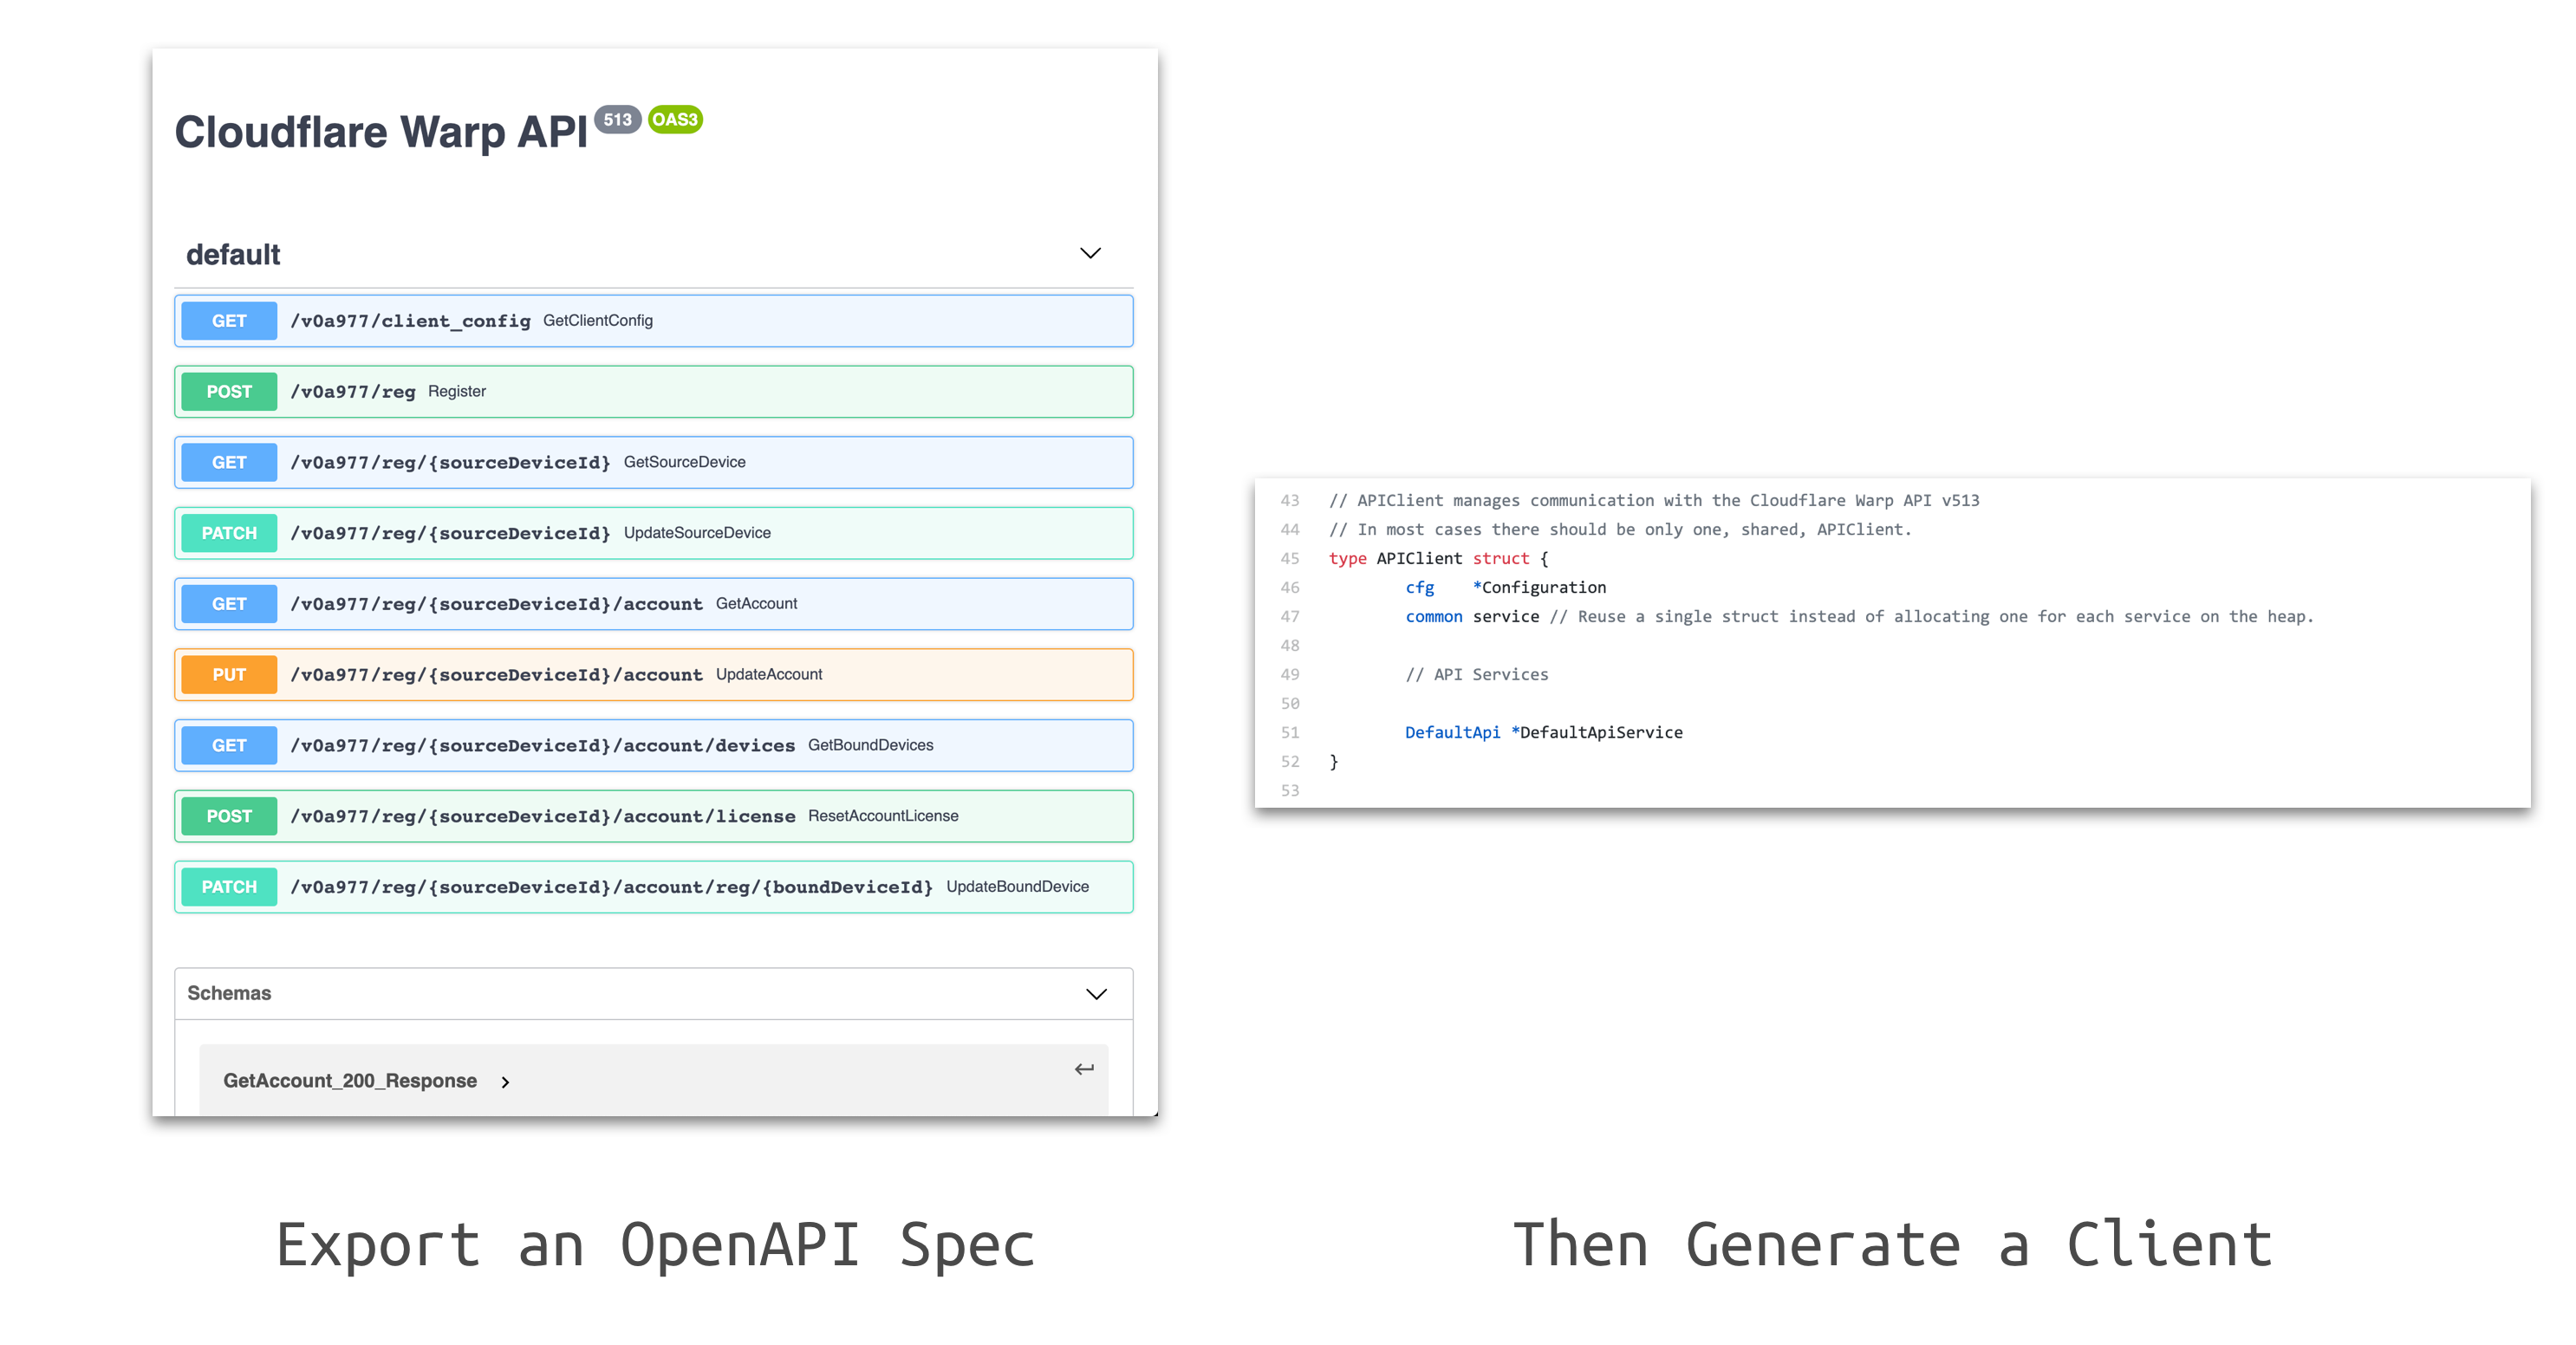 Cloudflare Warp API 513 OAS3
default
GET /v0a977/client_config GetClientConfig
POST /v0a977/reg Register
GET /v0a977/reg/{sourceDeviceId} GetSourceDevice
PATCH /v0a977/reg/{sourceDeviceId} UpdateSourceDevice
GET /v0a977/reg/{sourceDeviceId}/account GetAccount
PUT /v0a977/reg/{sourceDeviceId}/account UpdateAccount
GET /v0a977/reg/{sourceDeviceId}/account/devices GetBoundDevices
POST /v0a977/reg/{sourceDeviceId}/account/license ResetAccountLicense
PATCH /v0a977/reg/{sourceDeviceId}/account/reg/{boundDeviceId} UpdateBoundDevice
Schemas
GetAccount_200_Response
Export an OpenAPI Spec
43 // APIClient manages communication with the Cloudflare Warp API v513
44 // In most cases there should be only one, shared, APIClient.
45 type APIClient struct {
46 cfg *Configuration
47 common service // Reuse a single struct instead of allocating one for each service on the heap.
48
49 // API Services
50
51 DefaultApi *DefaultApiService
52 }
53
Then Generate a Client